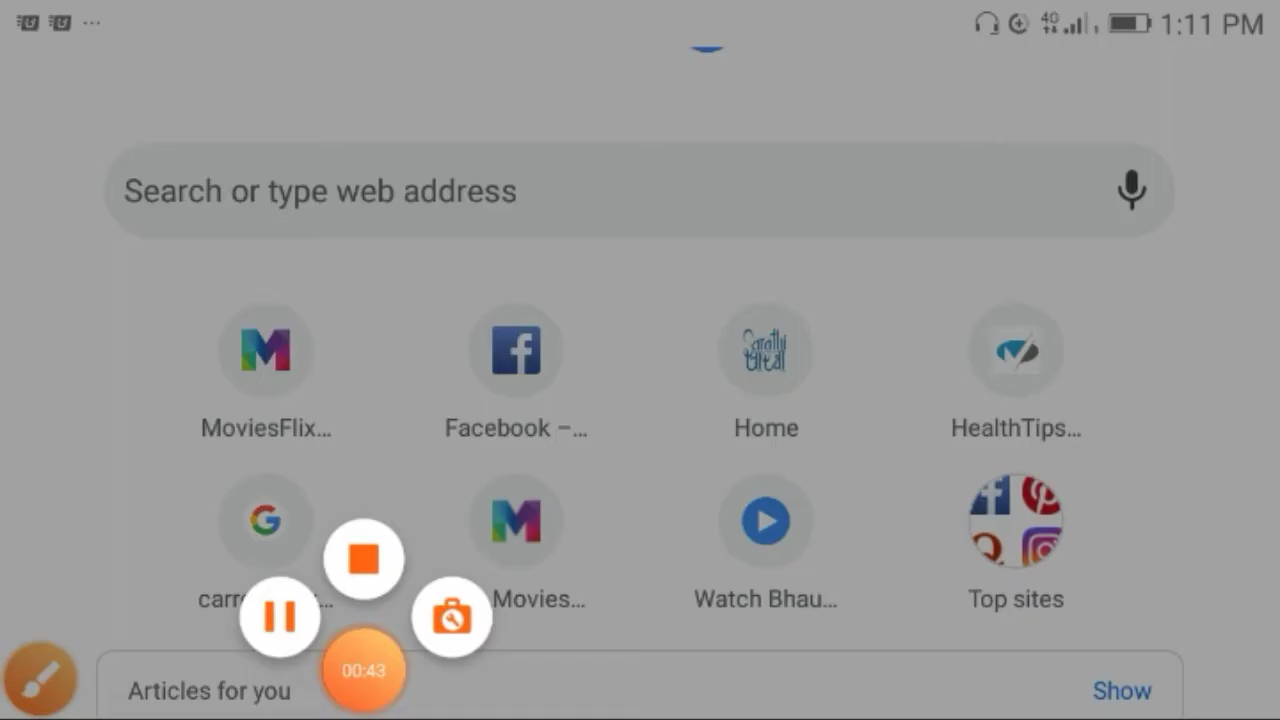 4G 1:11 PM
Search or type web address
MoviesFlix... Facebook –... Home HealthTips...
Movies... Watch Bhau... Top sites
00:43
Articles for you Show